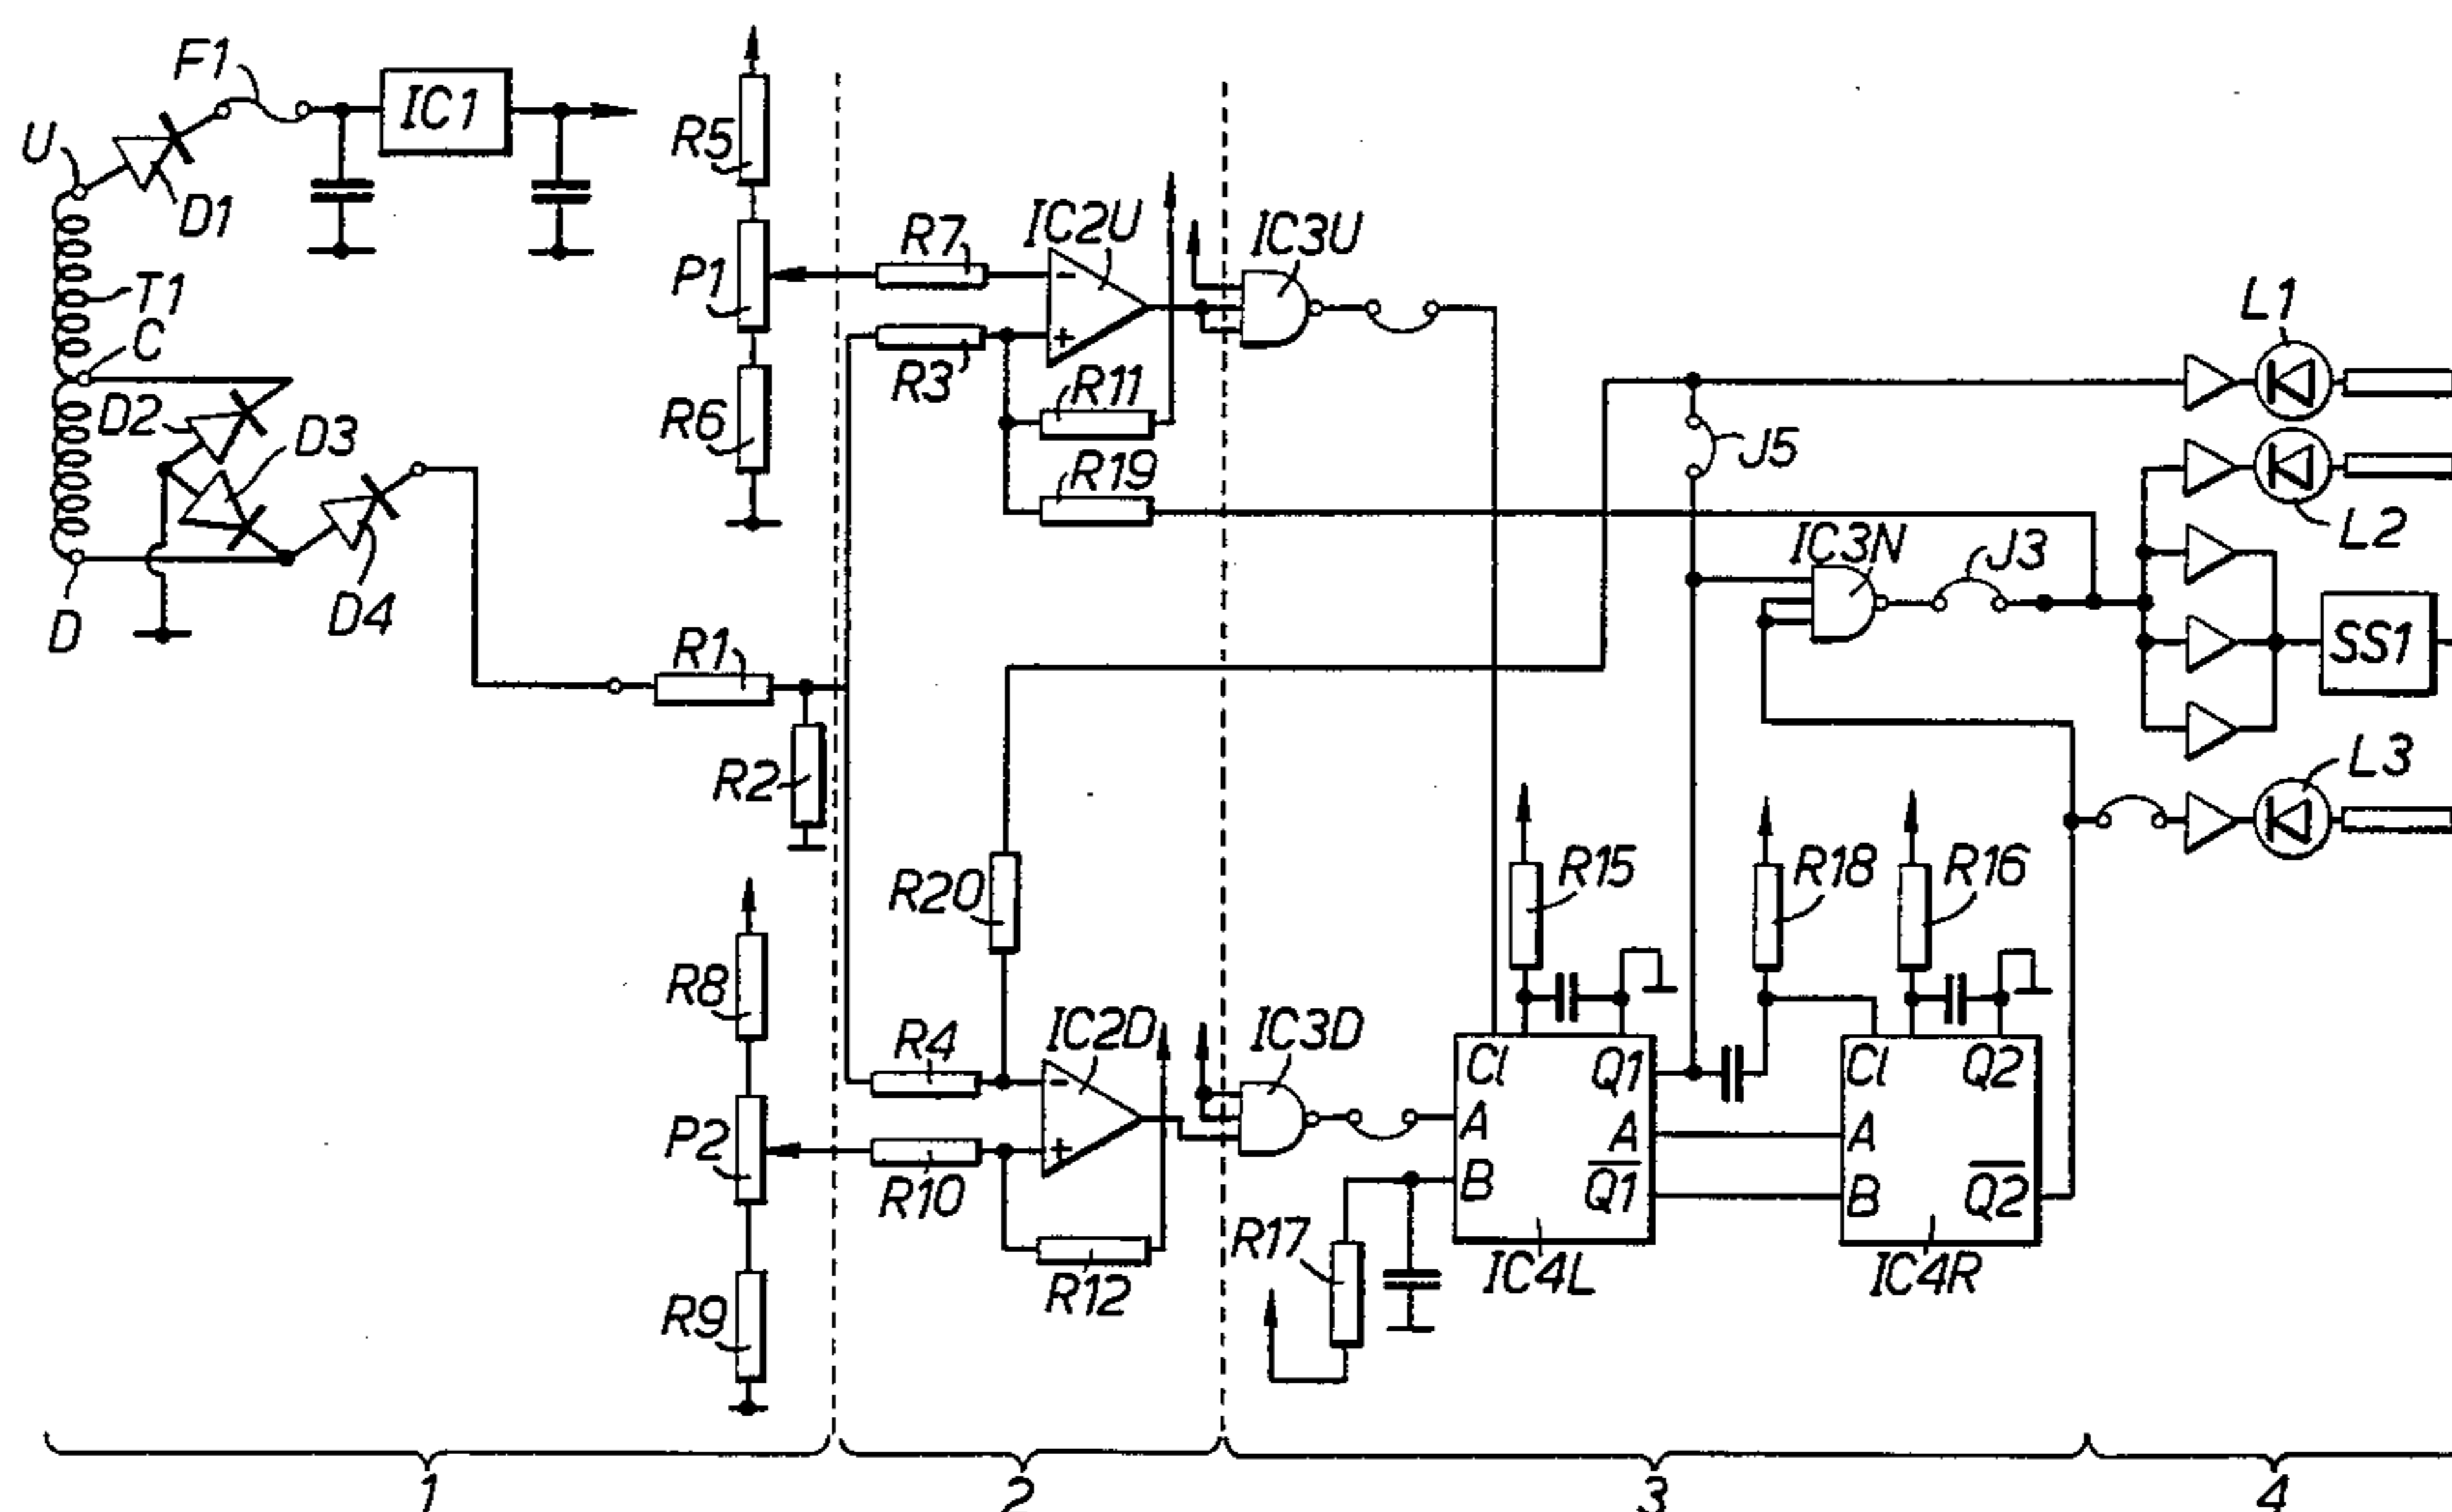 F1
IC1
U
D1
R5
T1
P1
C
D2
D3
R6
D
D4
R1
R2
R7
IC2U
IC3U
R3
R11
R19
L1
J5
L2
IC3N
J3
SS1
L3
R20
R15
R18
R16
R8
R4
IC2D
IC3D
P2
R10
R12
R9
R17
-
+
-
+
Cl Q1
A A
B Q̅1̅
IC4L
Cl Q2
A
B Q̅2̅
IC4R
1 2 3 4